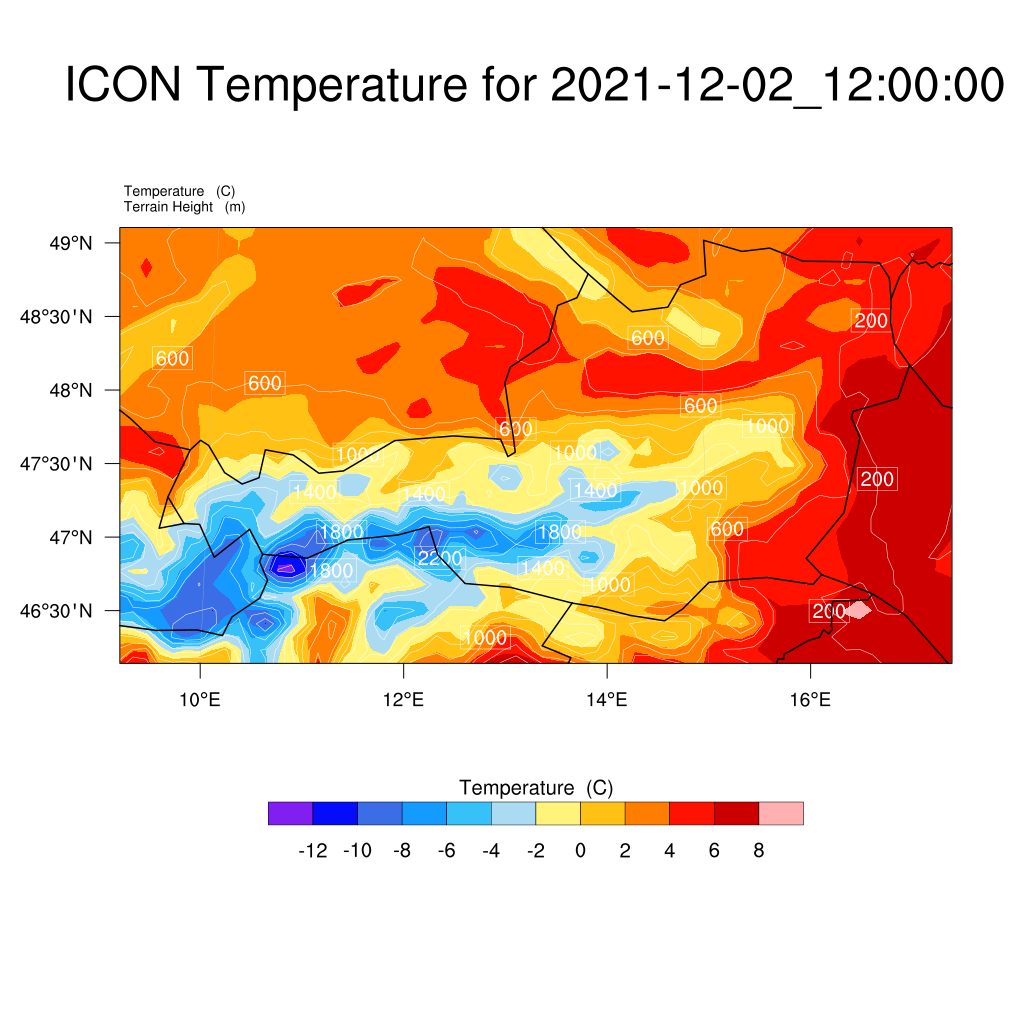 ICON Temperature for 2021-12-02_12:00:00
Temperature (C)
Terrain Height (m)
49°N
48°30'N
48°N
47°30'N
47°N
46°30'N
200
600
600
600
600
600
1000
1000
1000
200
1400
1400
1400
1000
1800
1800
600
2200
1800
1400
1000
200
1000
10°E
12°E
14°E
16°E
Temperature (C)
-12 -10 -8 -6 -4 -2 0 2 4 6 8